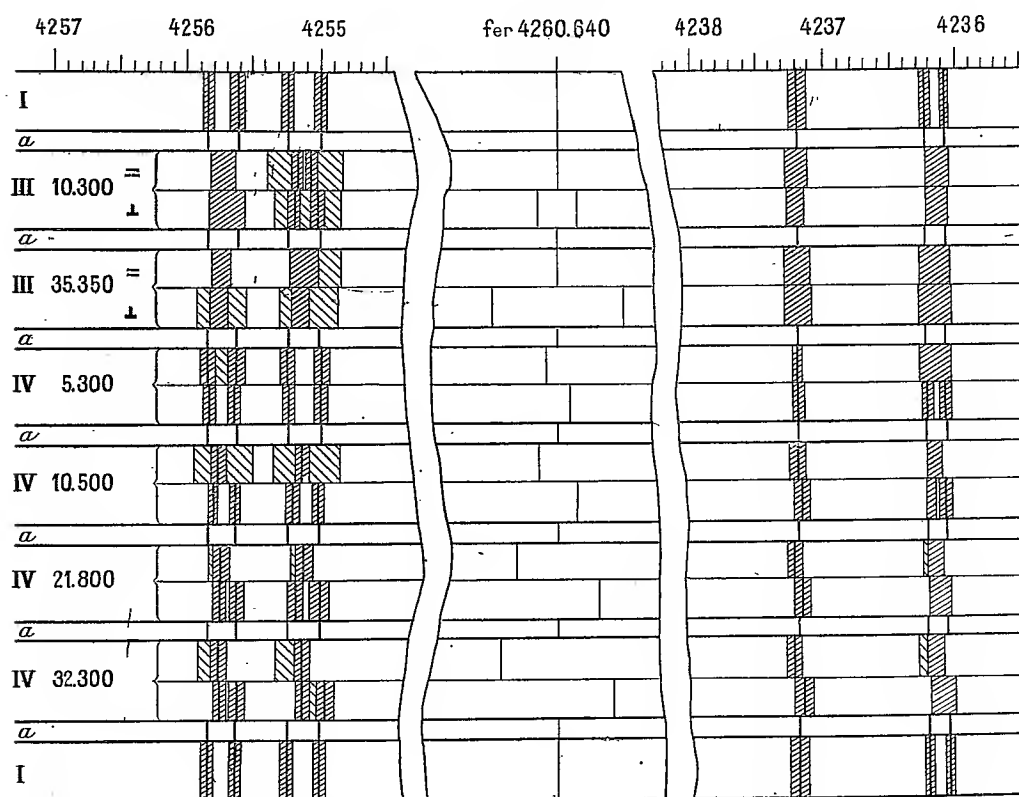 4257 4256 4255 fer 4260.640 4238 4237 4236
I
a
III 10.300 =
⊥
a
III 35.350 =
⊥
a
IV 5.300
a
IV 10.500
a
IV 21.800
a
IV 32.300
a
I